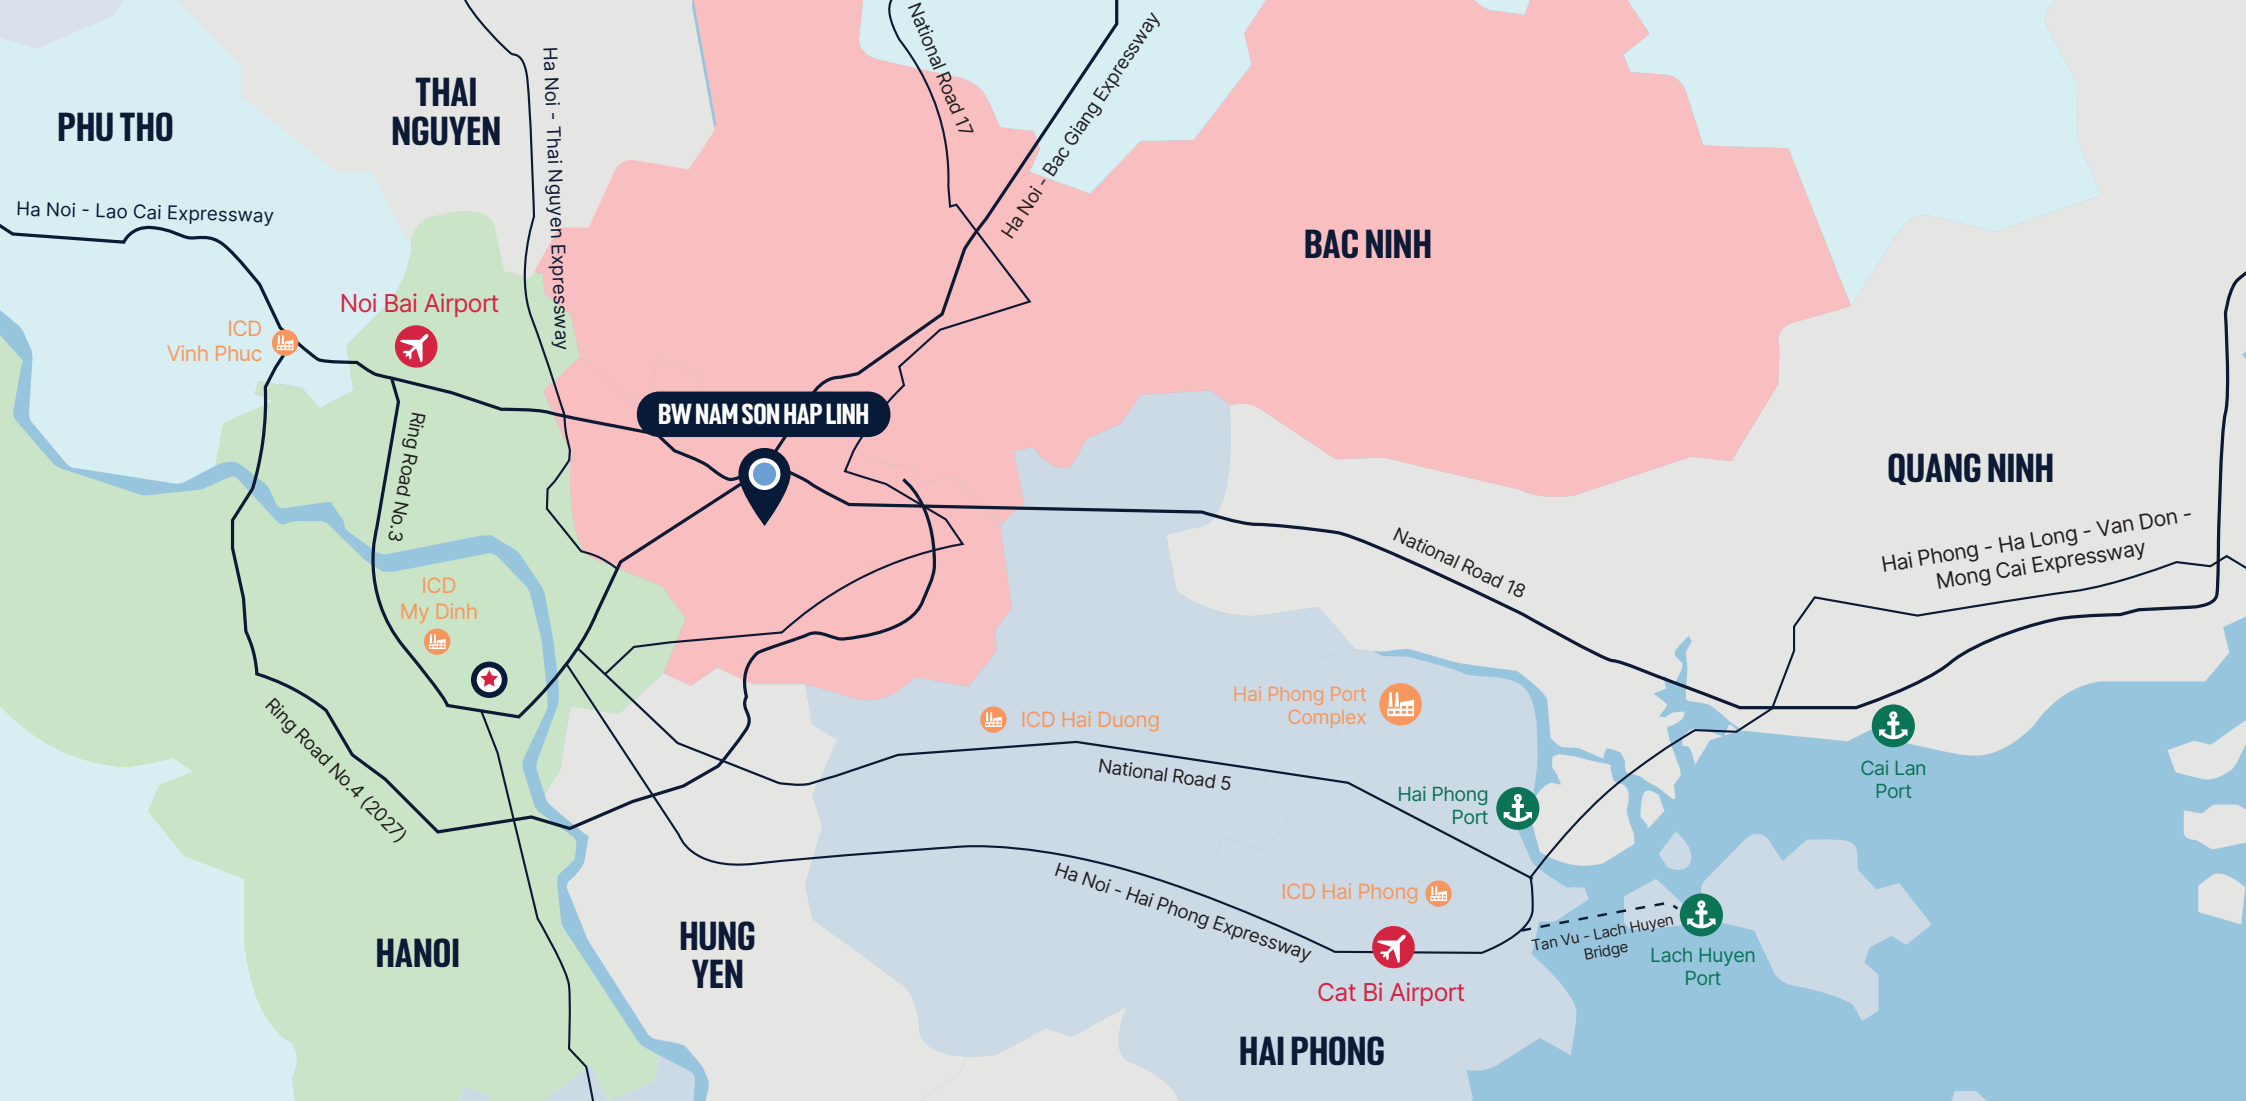 National Road 17
Ha Noi - Bac Giang Expressway
Ha Noi - Thai Nguyen Expressway
THAI
NGUYEN
PHU THO
Ha Noi - Lao Cai Expressway
BAC NINH
Noi Bai Airport
ICD
Vinh Phuc
BW NAM SON HAP LINH
Ring Road No.3
QUANG NINH
National Road 18
Hai Phong - Ha Long - Van Don -
Mong Cai Expressway
ICD
My Dinh
Ring Road No.4 (2027)
ICD Hai Duong
Hai Phong Port
Complex
National Road 5
Hai Phong
Port
Cai Lan
Port
Ha Noi - Hai Phong Expressway
ICD Hai Phong
Tan Vu - Lach Huyen
Bridge
Lach Huyen
Port
Cat Bi Airport
HANOI
HUNG
YEN
HAI PHONG